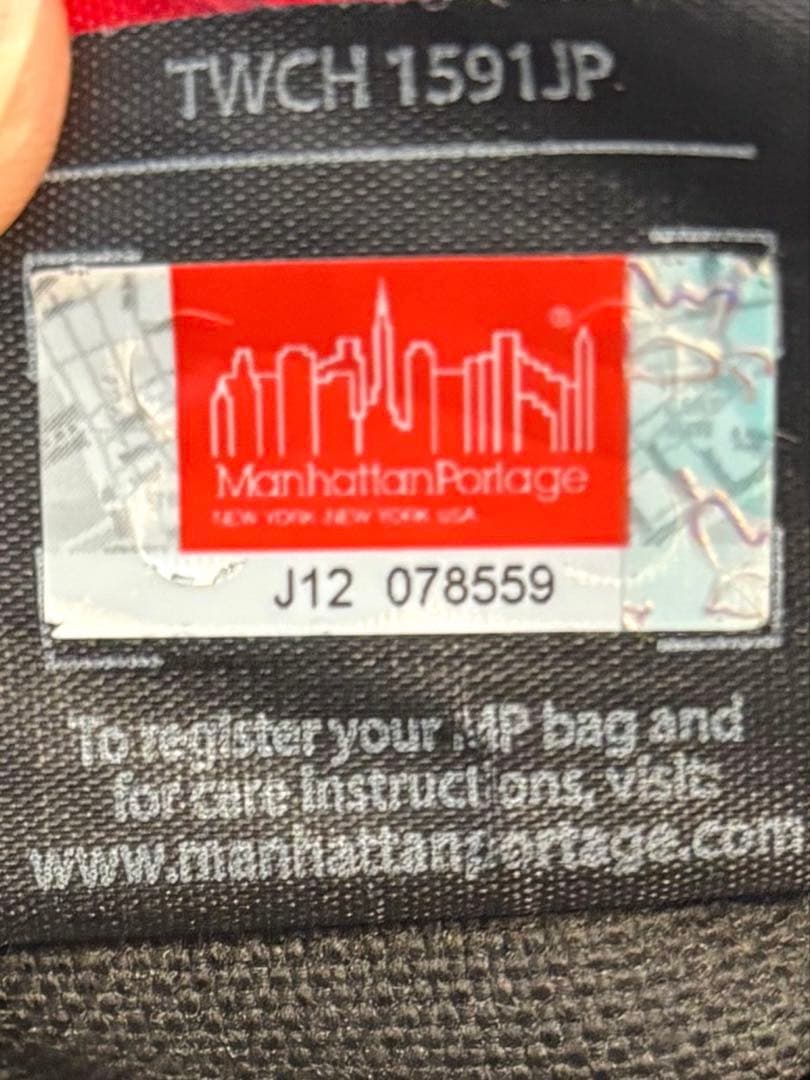 TWCH 1591JP
®
ManhattanPortage
NEW YORK, NEW YORK USA
J12 078559
To register your MP bag and
for care instructions, visit:
www.manhattanportage.com